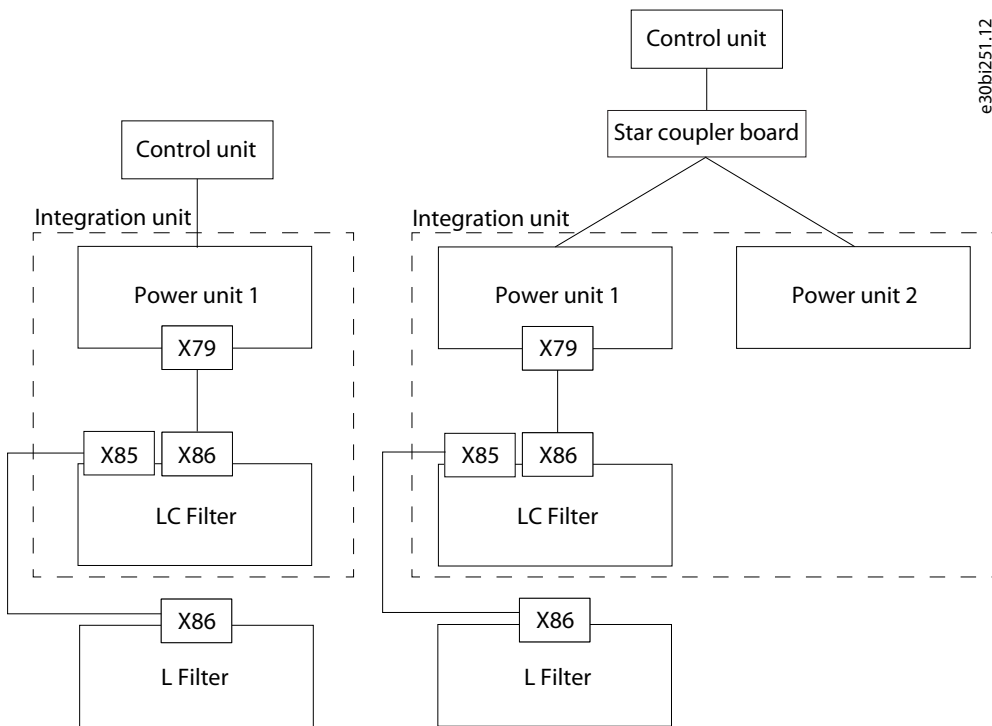 Control unit
Integration unit
Power unit 1
X79
X85
X86
LC Filter
X86
L Filter
Control unit
Star coupler board
Integration unit
Power unit 1
Power unit 2
X79
X85
X86
LC Filter
X86
L Filter
e30bi251.12